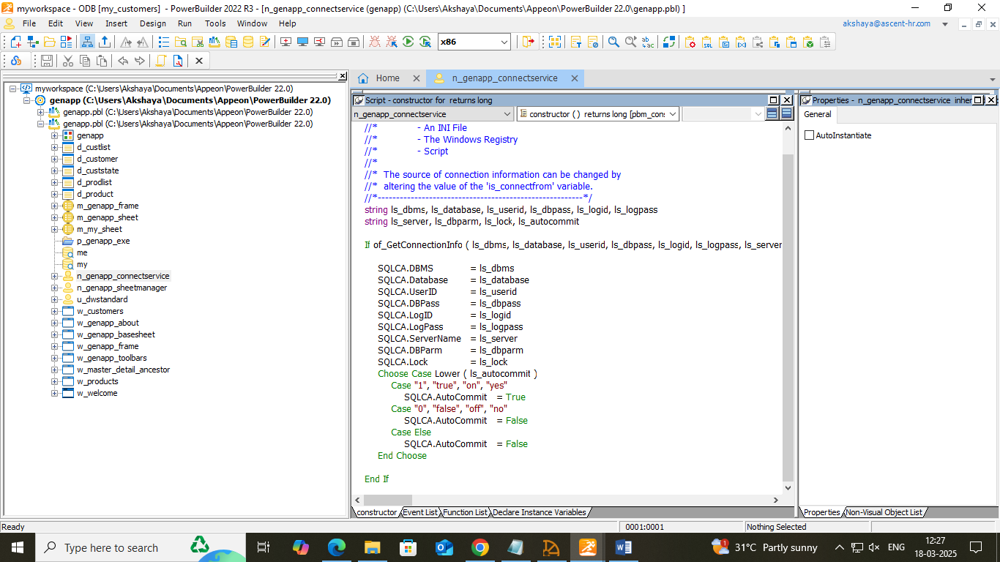 myworkspace - ODB [my_customers]  - PowerBuilder 2022 R3 - [n_genapp_connectservice (genapp) (C:\Users\Akshaya\Documents\Appeon\PowerBuilder 22.0\genapp.pbl) ]
File Edit View Insert Design Run Tools Window Help
akshaya@ascent-hr.com
x86
Home
n_genapp_connectservice
myworkspace (C:\Users\Akshaya\Documents\Appeon\PowerBuilder 22.0)
genapp (C:\Users\Akshaya\Documents\Appeon\PowerBuilder 22.0)
genapp.pbl (C:\Users\Akshaya\Documents\Appeon\PowerBuilder 22.0)
genapp.pbl (C:\Users\Akshaya\Documents\Appeon\PowerBuilder 22.0)
genapp
d_custlist
d_customer
d_custstate
d_prodlist
d_product
m_genapp_frame
m_genapp_sheet
m_my_sheet
p_genapp_exe
me
my
n_genapp_connectservice
n_genapp_sheetmanager
u_dwstandard
w_customers
w_genapp_about
w_genapp_basesheet
w_genapp_frame
w_genapp_toolbars
w_master_detail_ancestor
w_products
w_welcome
Script - constructor for  returns long
n_genapp_connectservice
constructor ( )  returns long [pbm_con
//*               - An INI File
//*               - The Windows Registry
//*               - Script
//*
//*  The source of connection information can be changed by
//*  altering the value of the 'is_connectfrom' variable.
//*--------------------------------------------------------*/
string ls_dbms, ls_database, ls_userid, ls_dbpass, ls_logid, ls_logpass
string ls_server, ls_dbparm, ls_lock, ls_autocommit
If of_GetConnectionInfo ( ls_dbms, ls_database, ls_userid, ls_dbpass, ls_logid, ls_logpass, ls_server
SQLCA.DBMS = ls_dbms
SQLCA.Database = ls_database
SQLCA.UserID = ls_userid
SQLCA.DBPass = ls_dbpass
SQLCA.LogID = ls_logid
SQLCA.LogPass = ls_logpass
SQLCA.ServerName = ls_server
SQLCA.DBParm = ls_dbparm
SQLCA.Lock = ls_lock
Choose Case Lower ( ls_autocommit )
Case "1", "true", "on", "yes"
SQLCA.AutoCommit = True
Case "0", "false", "off", "no"
SQLCA.AutoCommit = False
Case Else
SQLCA.AutoCommit = False
End Choose
End If
constructor Event List Function List Declare Instance Variables
Properties -  n_genapp_connectservice  inher
General
AutoInstantiate
Properties Non-Visual Object List
Ready
0001:0001
Nothing Selected
Type here to search
31°C Partly sunny
ENG
12:27
18-03-2025